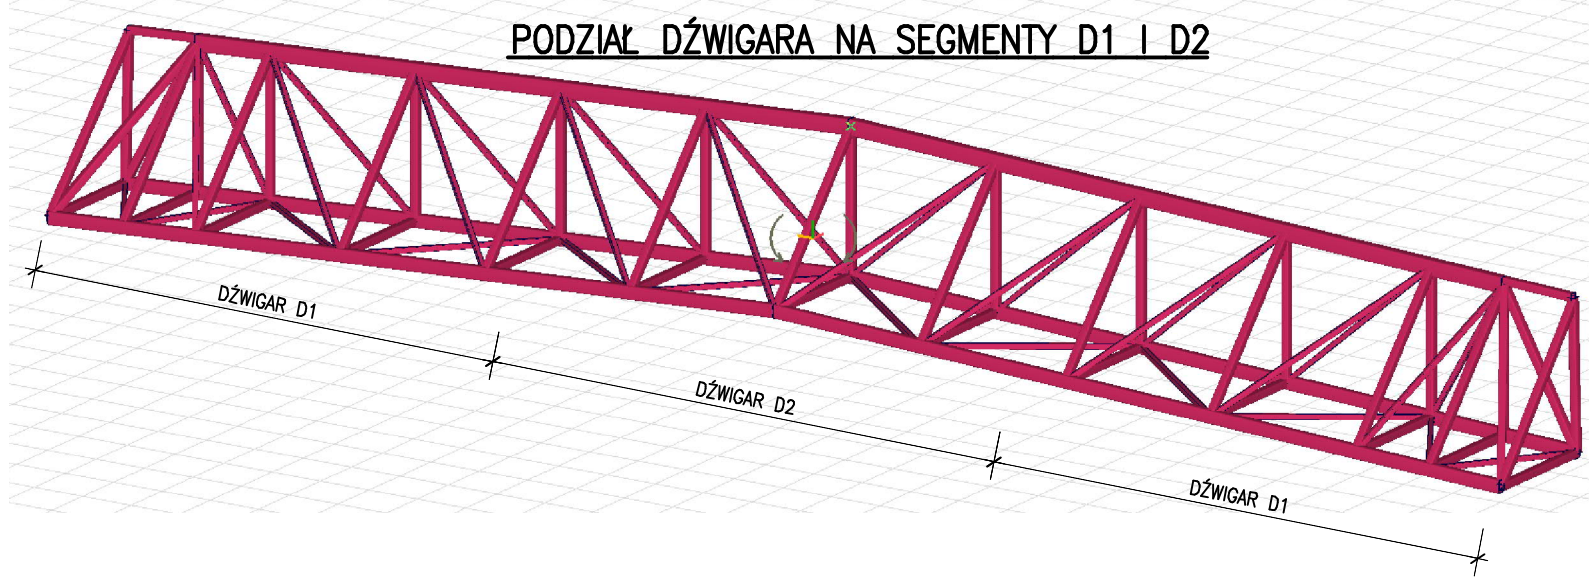 PODZIAŁ DŹWIGARA NA SEGMENTY D1 I D2
DŹWIGAR D1
DŹWIGAR D2
DŹWIGAR D1